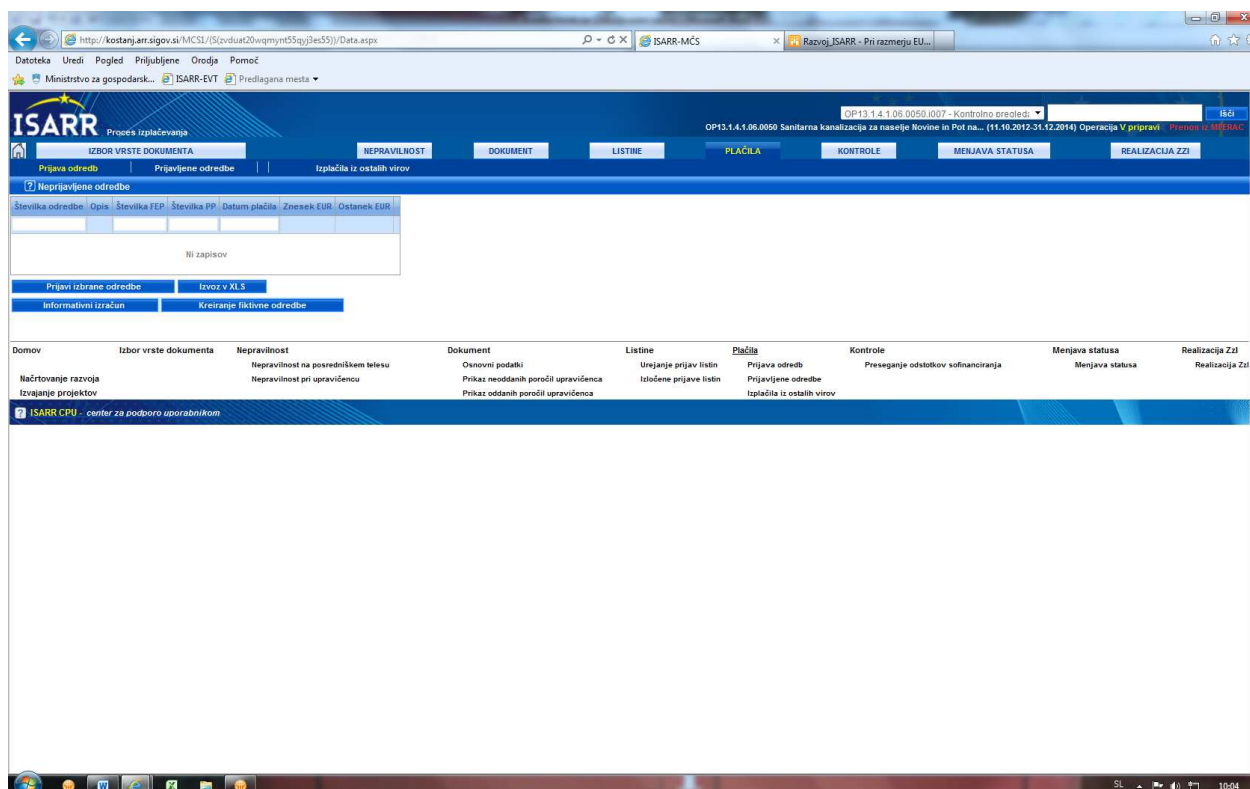 http://kostanj.arr.sigov.si/MCS1/(S(zvduat20wqmynt55qyj3es55))/Data.aspx
ISARR-MČS
Razvoj_ISARR - Pri razmerju EU...
Datoteka Uredi Pogled Priljubljene Orodja Pomoč
Ministrstvo za gospodarsk... ISARR-EVT Predlagana mesta
ISARR Proces izplačevanja
OP13.1.4.1.06.0050.I007 - Kontrolno pregled: Išči
OP13.1.4.1.06.0050 Sanitarna kanalizacija za naselje Novine in Pot na... (11.10.2012-31.12.2014) Operacija V pripravi Prenos iz MFERAC
IZBOR VRSTE DOKUMENTA NEPRAVILNOST DOKUMENT LISTINE PLAČILA KONTROLE MENJAVA STATUSA REALIZACIJA ZZI
Prijava odredb Prijavljene odredbe Izplačila iz ostalih virov
? Neprijavljene odredbe
Številka odredbe Opis Številka FEP Številka PP Datum plačila Znesek EUR Ostanek EUR
Ni zapisov
Prijavi izbrane odredbe Izvoz v XLS
Informativni izračun Kreiranje fiktivne odredbe
Domov Izbor vrste dokumenta Nepravilnost Dokument Listine Plačila Kontrole Menjava statusa Realizacija ZzI
Nepravilnost na posredniškem telesu Osnovni podatki Urejanje prijav listin Prijava odredb Preseganje odstotkov sofinanciranja Menjava statusa Realizacija ZzI
Načrtovanje razvoja Nepravilnost pri upravičencu Prikaz neoddanih poročil upravičenca Izločene prijave listin Prijavljene odredbe
Izvajanje projektov Prikaz oddanih poročil upravičenca Izplačila iz ostalih virov
? ISARR CPU - center za podporo uporabnikom
SL 10:04